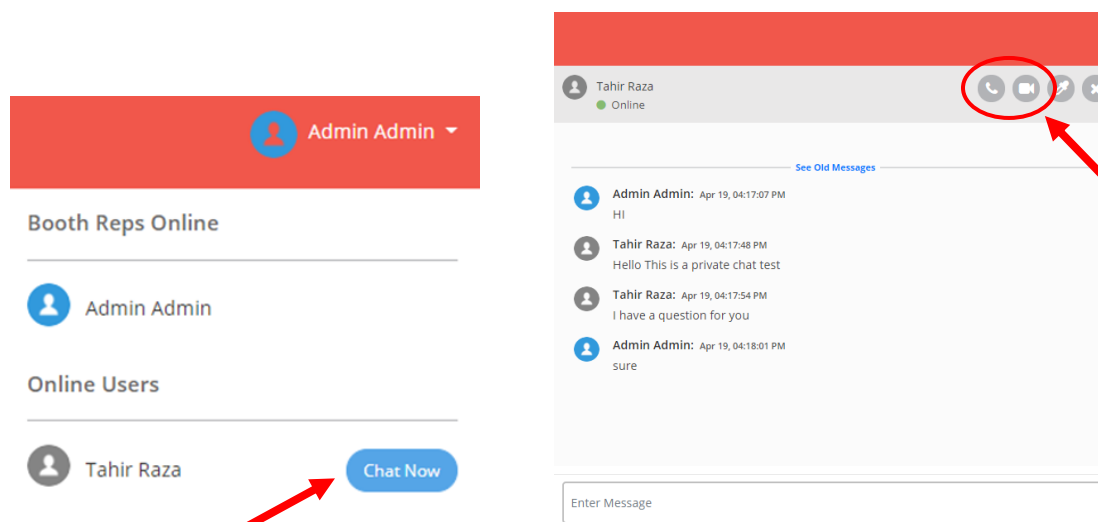 Admin Admin
Booth Reps Online
Admin Admin
Online Users
Tahir Raza
Chat Now
Tahir Raza
Online
See Old Messages
Admin Admin: Apr 19, 04:17:07 PM
HI
Tahir Raza: Apr 19, 04:17:48 PM
Hello This is a private chat test
Tahir Raza: Apr 19, 04:17:54 PM
I have a question for you
Admin Admin: Apr 19, 04:18:01 PM
sure
Enter Message